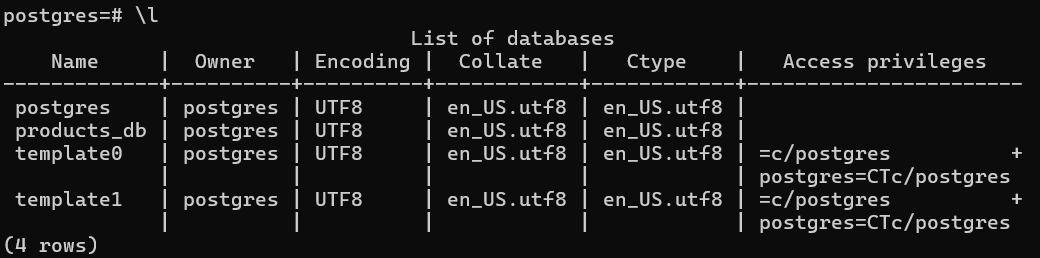 postgres=# \l
                                  List of databases
    Name     |  Owner   | Encoding |  Collate   |   Ctype    |   Access privileges
-------------+----------+----------+------------+------------+-----------------------
 postgres    | postgres | UTF8     | en_US.utf8 | en_US.utf8 |
 products_db | postgres | UTF8     | en_US.utf8 | en_US.utf8 |
 template0   | postgres | UTF8     | en_US.utf8 | en_US.utf8 | =c/postgres          +
             |          |          |            |            | postgres=CTc/postgres
 template1   | postgres | UTF8     | en_US.utf8 | en_US.utf8 | =c/postgres          +
             |          |          |            |            | postgres=CTc/postgres
(4 rows)